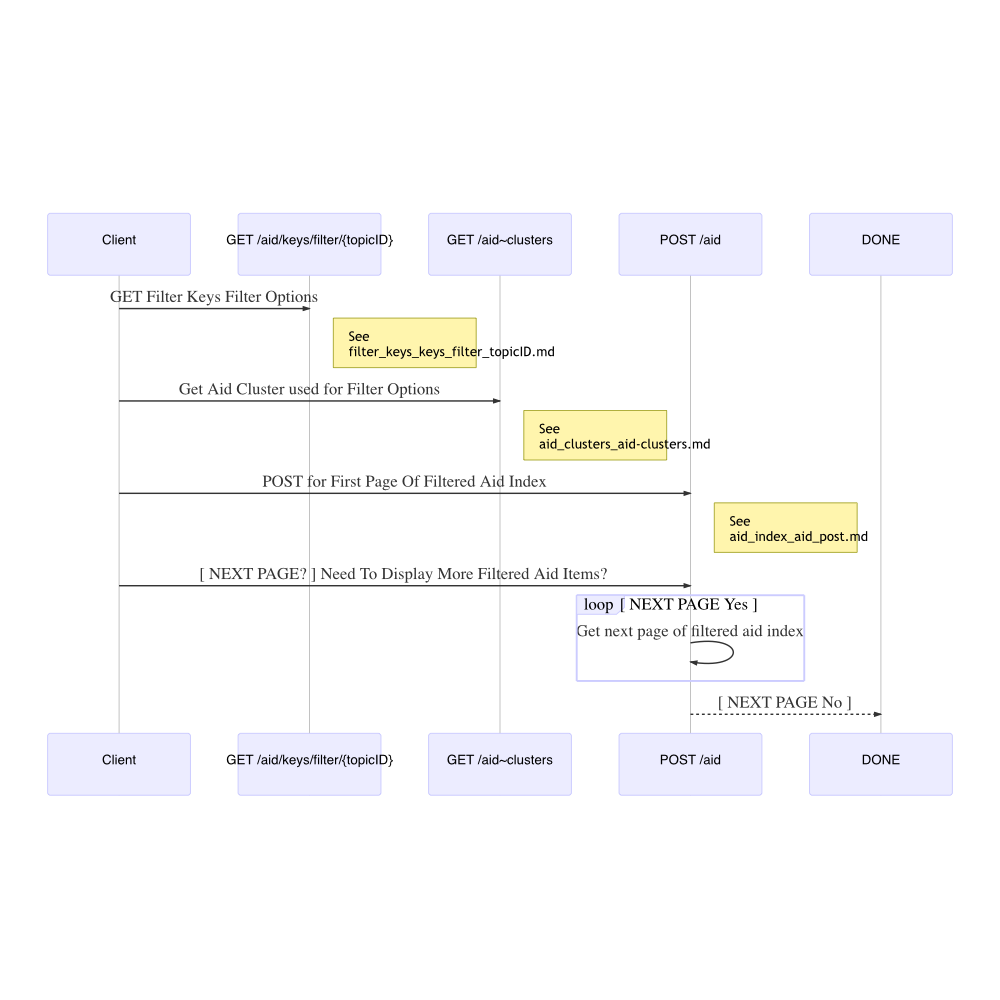 Client
GET /aid/keys/filter/{topicID}
GET /aid~clusters
POST /aid
DONE
GET Filter Keys Filter Options
See
filter_keys_keys_filter_topicID.md
Get Aid Cluster used for Filter Options
See
aid_clusters_aid-clusters.md
POST for First Page Of Filtered Aid Index
See
aid_index_aid_post.md
[ NEXT PAGE? ] Need To Display More Filtered Aid Items?
loop [ NEXT PAGE Yes ]
Get next page of filtered aid index
[ NEXT PAGE No ]
Client
GET /aid/keys/filter/{topicID}
GET /aid~clusters
POST /aid
DONE